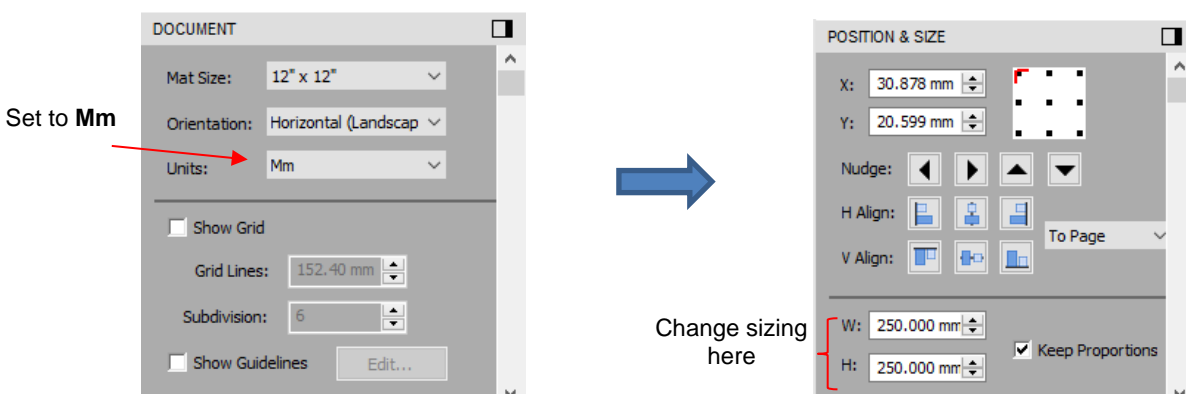 DOCUMENT
Mat Size: 12" x 12"
Set to Mm
Orientation: Horizontal (Landscap
Units: Mm
Show Grid
Grid Lines: 152.40 mm
Subdivision: 6
Show Guidelines Edit...
POSITION & SIZE
X: 30.878 mm
Y: 20.599 mm
Nudge:
H Align:
To Page
V Align:
Change sizing
here
W: 250.000 mm
Keep Proportions
H: 250.000 mm